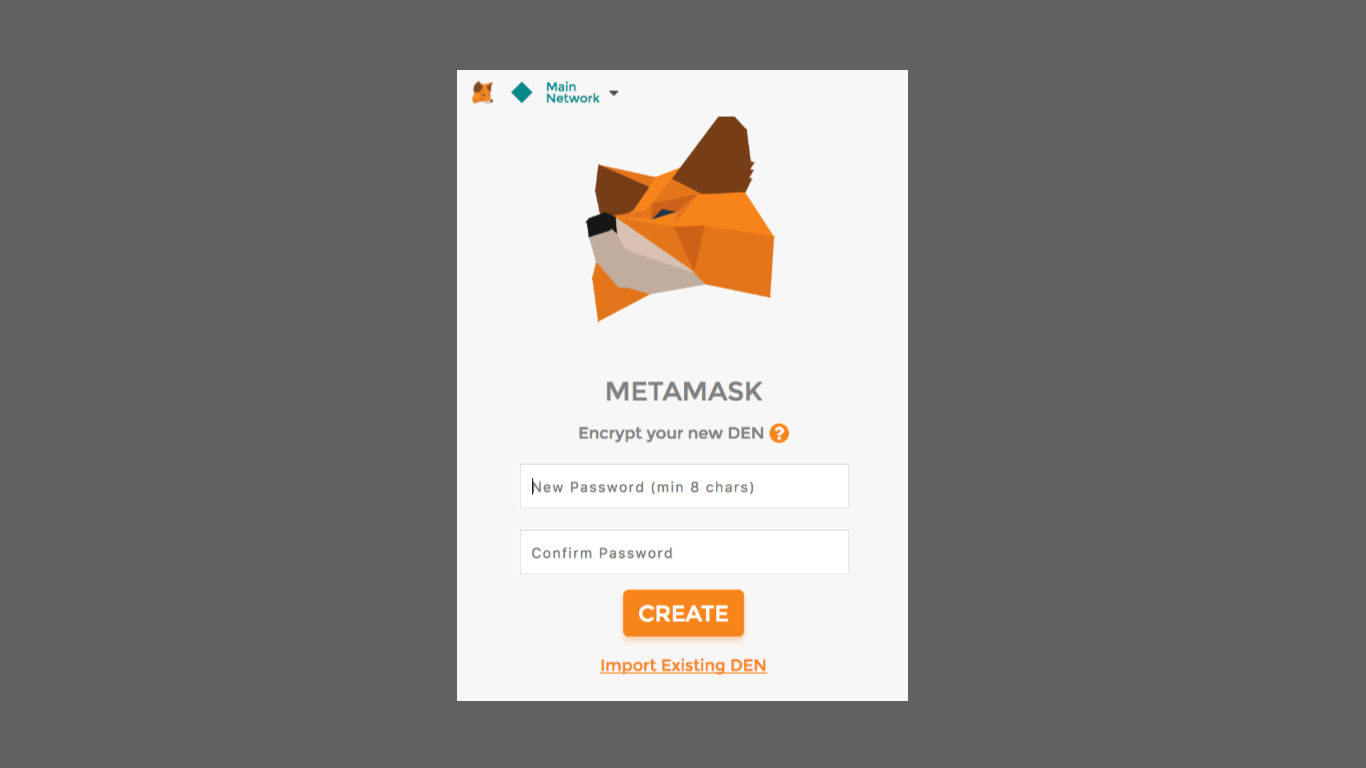 Main
Network
METAMASK
Encrypt your new DEN ?
New Password (min 8 chars)
Confirm Password
CREATE
Import Existing DEN